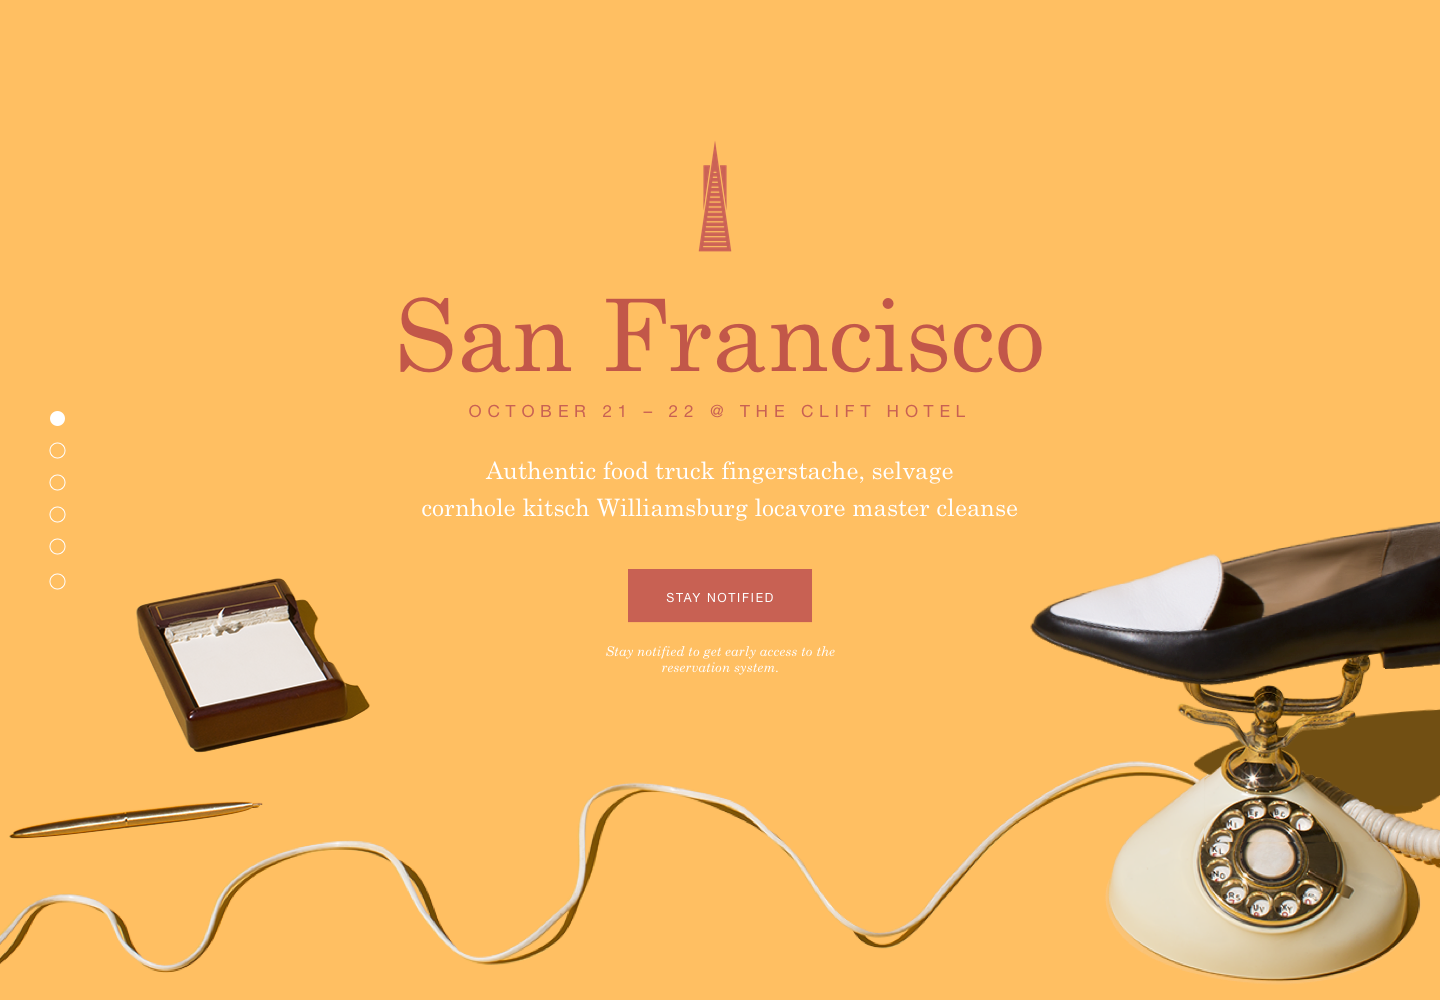 San Francisco
OCTOBER 21 – 22 @ THE CLIFT HOTEL
Authentic food truck fingerstache, selvage
cornhole kitsch Williamsburg locavore master cleanse
STAY NOTIFIED
Stay notified to get early access to the
reservation system.